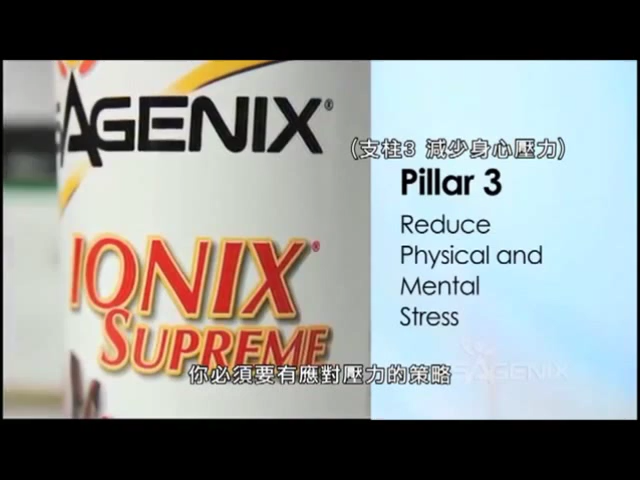 AGENIX®
IONIX®
SUPREME
(支柱3 減少身心壓力)
Pillar 3
Reduce
Physical and
Mental
Stress
AGENIX
你必須要有應對壓力的策略